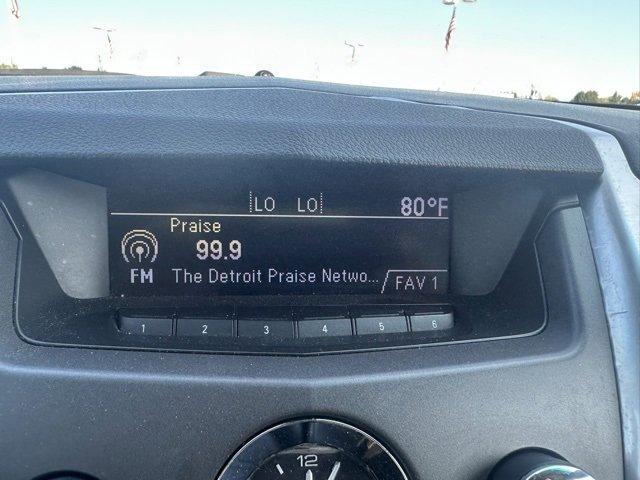 LO LO 80°F
Praise
99.9
FM The Detroit Praise Netwo... FAV 1
1 2 3 4 5 6
12